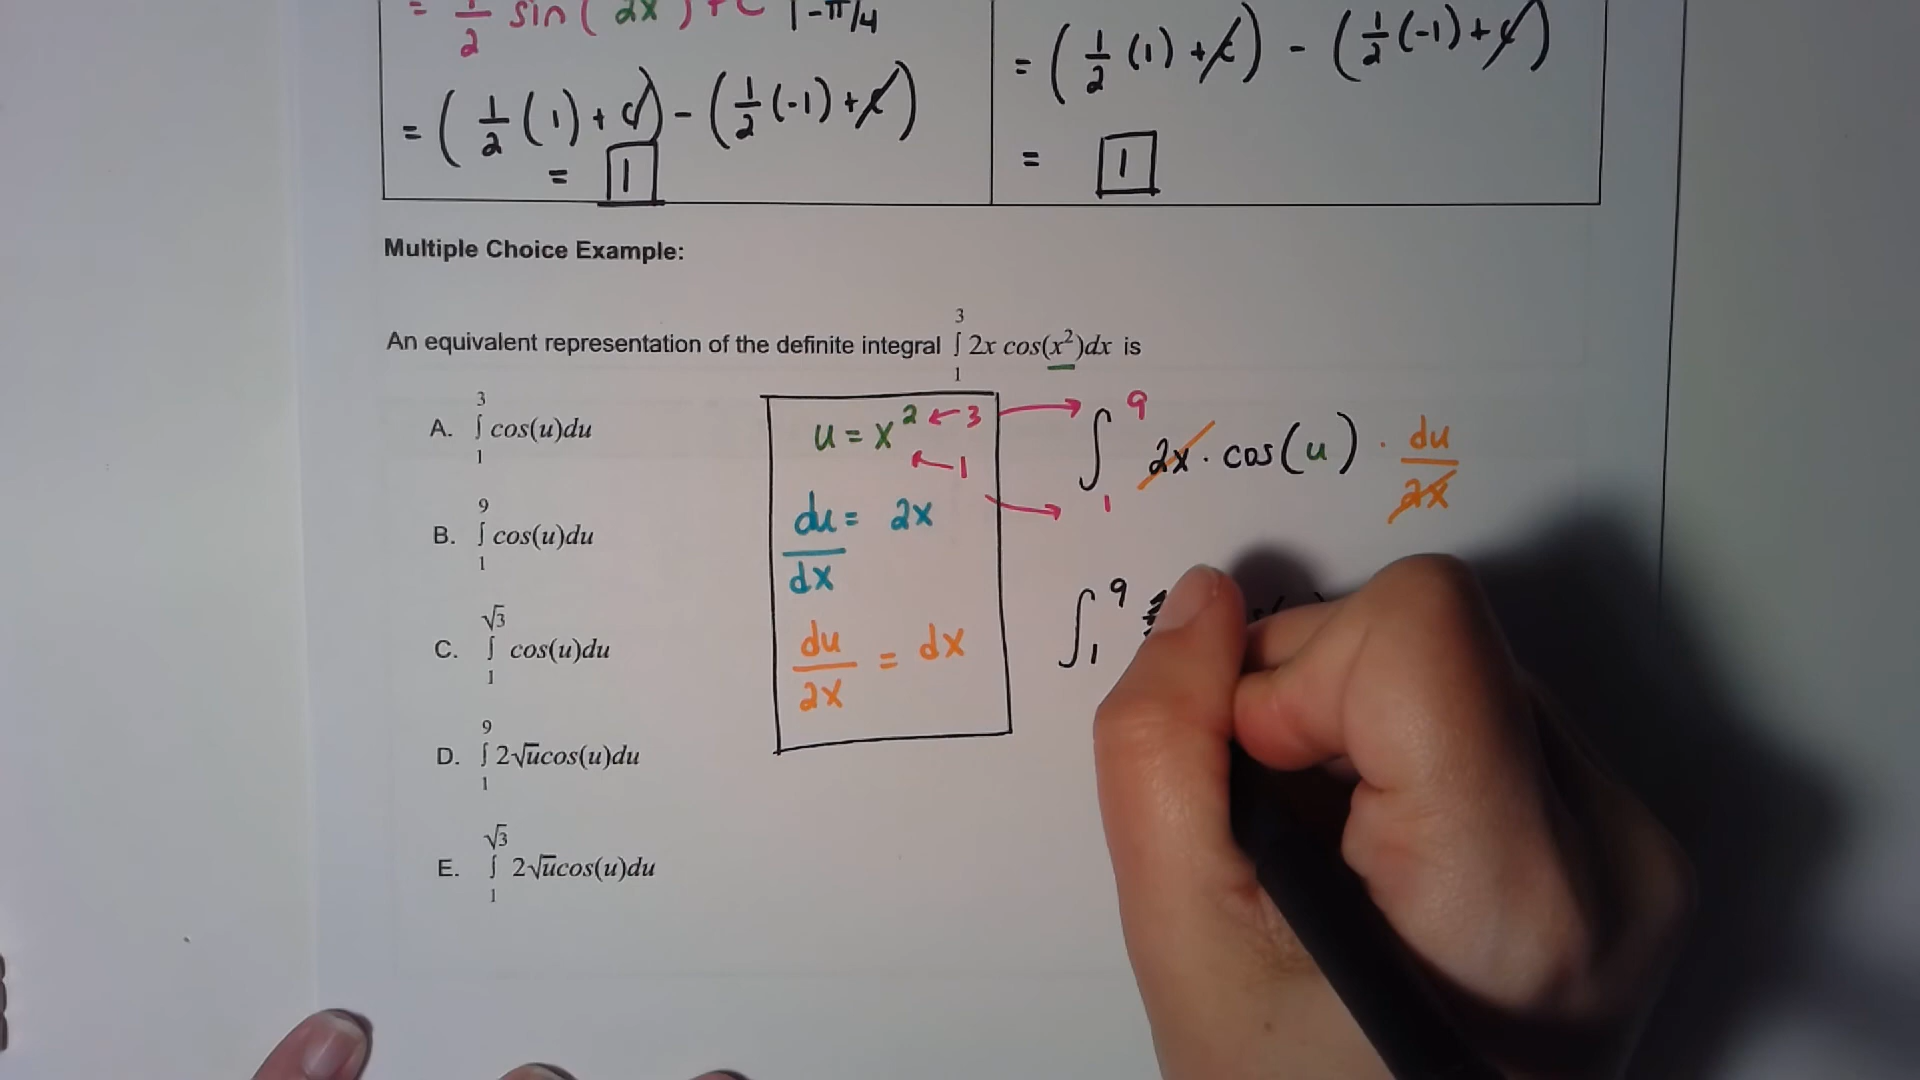 = 1/2 sin(2x) + C |-π/4
= (1/2 (1) + C) - (1/2 (-1) + C)
= 1
= (1/2 (1) + C) - (1/2 (-1) + C)
= 1
Multiple Choice Example:
An equivalent representation of the definite integral ∫₁³ 2x cos(x²)dx is
A. ∫₁³ cos(u)du
B. ∫₁⁹ cos(u)du
C. ∫₁^√3 cos(u)du
D. ∫₁⁹ 2√u cos(u)du
E. ∫₁^√3 2√u cos(u)du
u = x² ← 3
← 1
du/dx = 2x
du/2x = dx
∫₁⁹ 2x · cos(u) · du/2x
∫₁⁹